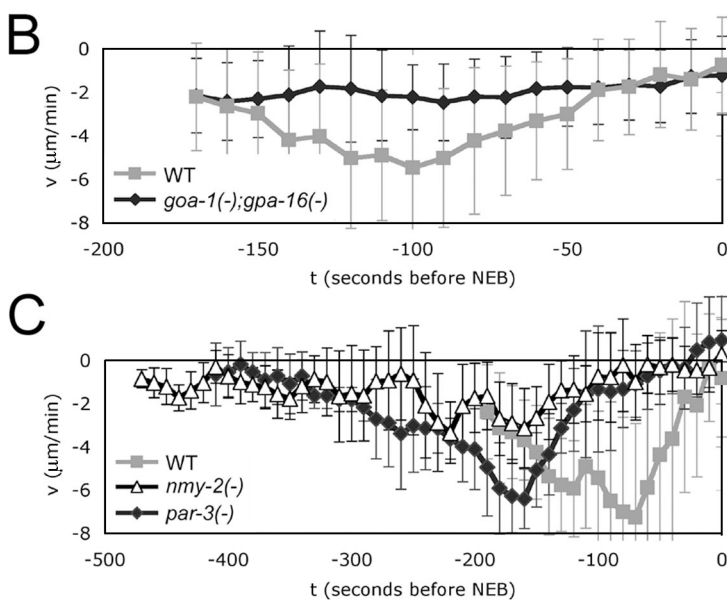 B
0
-2
-4
-6
-8
v (µm/min)
WT
goa-1(-);gpa-16(-)
-200
-150
-100
-50
0
t (seconds before NEB)
C
0
-2
-4
-6
-8
v (µm/min)
WT
nmy-2(-)
par-3(-)
-500
-400
-300
-200
-100
0
t (seconds before NEB)